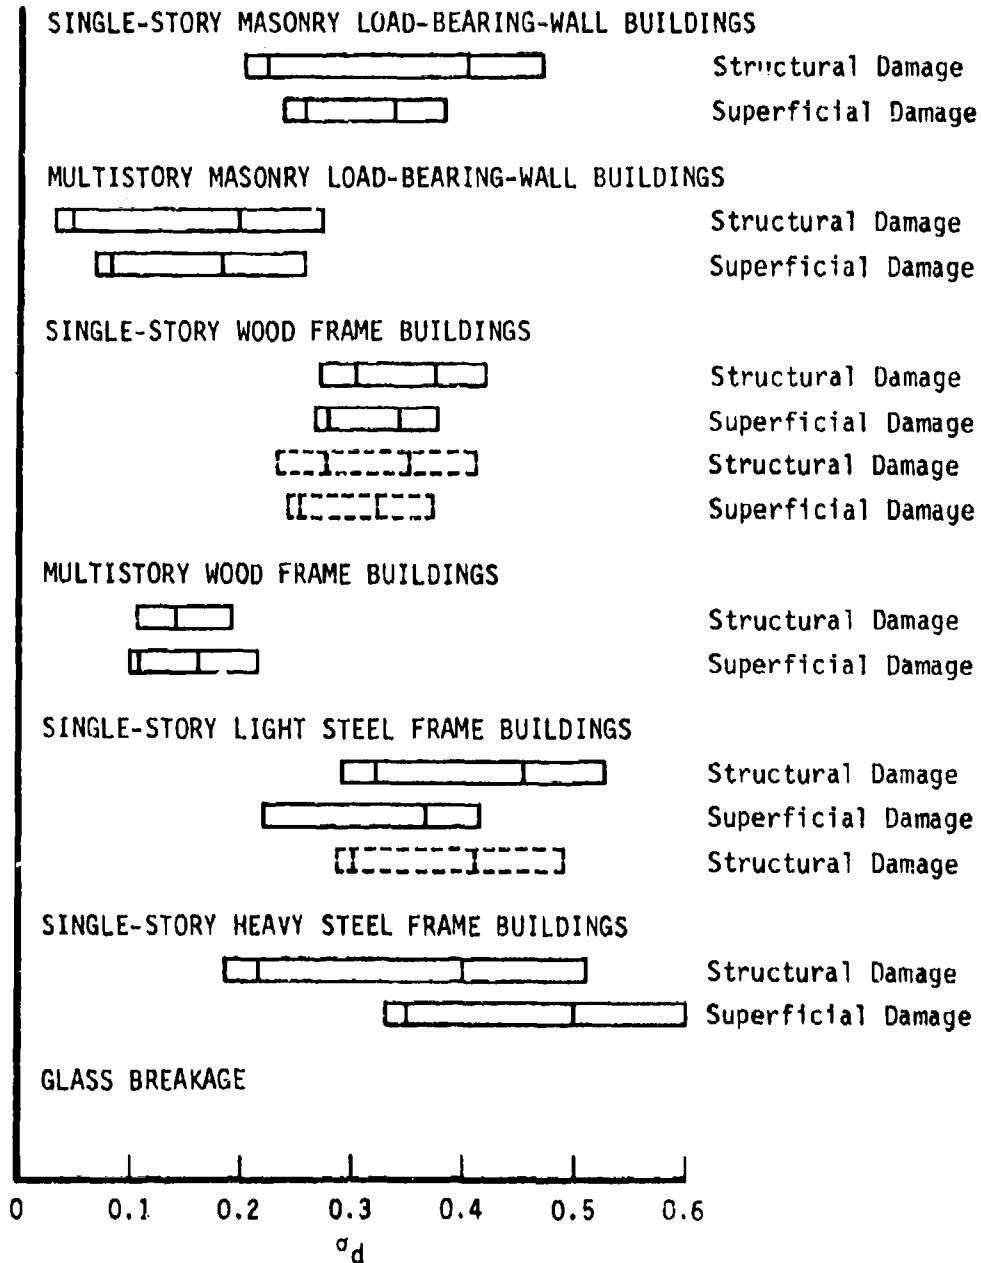 SINGLE-STORY MASONRY LOAD-BEARING-WALL BUILDINGS
Structural Damage
Superficial Damage
MULTISTORY MASONRY LOAD-BEARING-WALL BUILDINGS
Structural Damage
Superficial Damage
SINGLE-STORY WOOD FRAME BUILDINGS
Structural Damage
Superficial Damage
Structural Damage
Superficial Damage
MULTISTORY WOOD FRAME BUILDINGS
Structural Damage
Superficial Damage
SINGLE-STORY LIGHT STEEL FRAME BUILDINGS
Structural Damage
Superficial Damage
Structural Damage
SINGLE-STORY HEAVY STEEL FRAME BUILDINGS
Structural Damage
Superficial Damage
GLASS BREAKAGE
0 0.1 0.2 0.3 0.4 0.5 0.6
σd